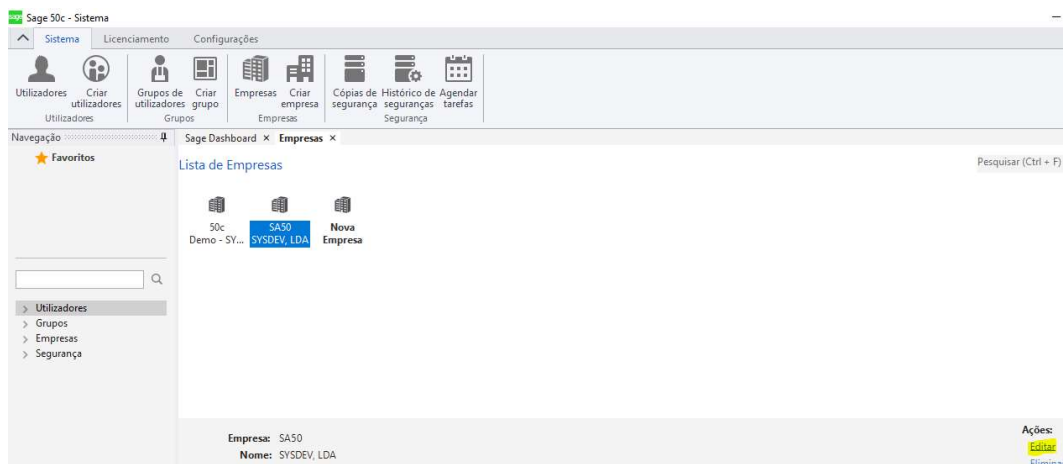 sage Sage 50c - Sistema
Sistema Licenciamento Configurações
Utilizadores Criar utilizadores Grupos de utilizadores Criar grupo Empresas Criar empresa Cópias de segurança Histórico de seguranças Agendar tarefas
Utilizadores Grupos Empresas Segurança
Navegação Sage Dashboard × Empresas ×
Favoritos
Lista de Empresas Pesquisar (Ctrl + F)
50c SA50 Nova
Demo - SY... SYSDEV, LDA Empresa
Utilizadores
Grupos
Empresas
Segurança
Empresa: SA50
Nome: SYSDEV, LDA
Ações:
Editar